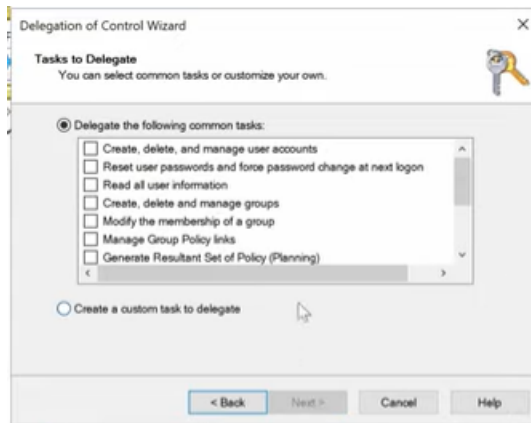 Delegation of Control Wizard
Tasks to Delegate
You can select common tasks or customize your own.
Delegate the following common tasks:
Create, delete, and manage user accounts
Reset user passwords and force password change at next logon
Read all user information
Create, delete and manage groups
Modify the membership of a group
Manage Group Policy links
Generate Resultant Set of Policy (Planning)
Create a custom task to delegate
< Back Next > Cancel Help